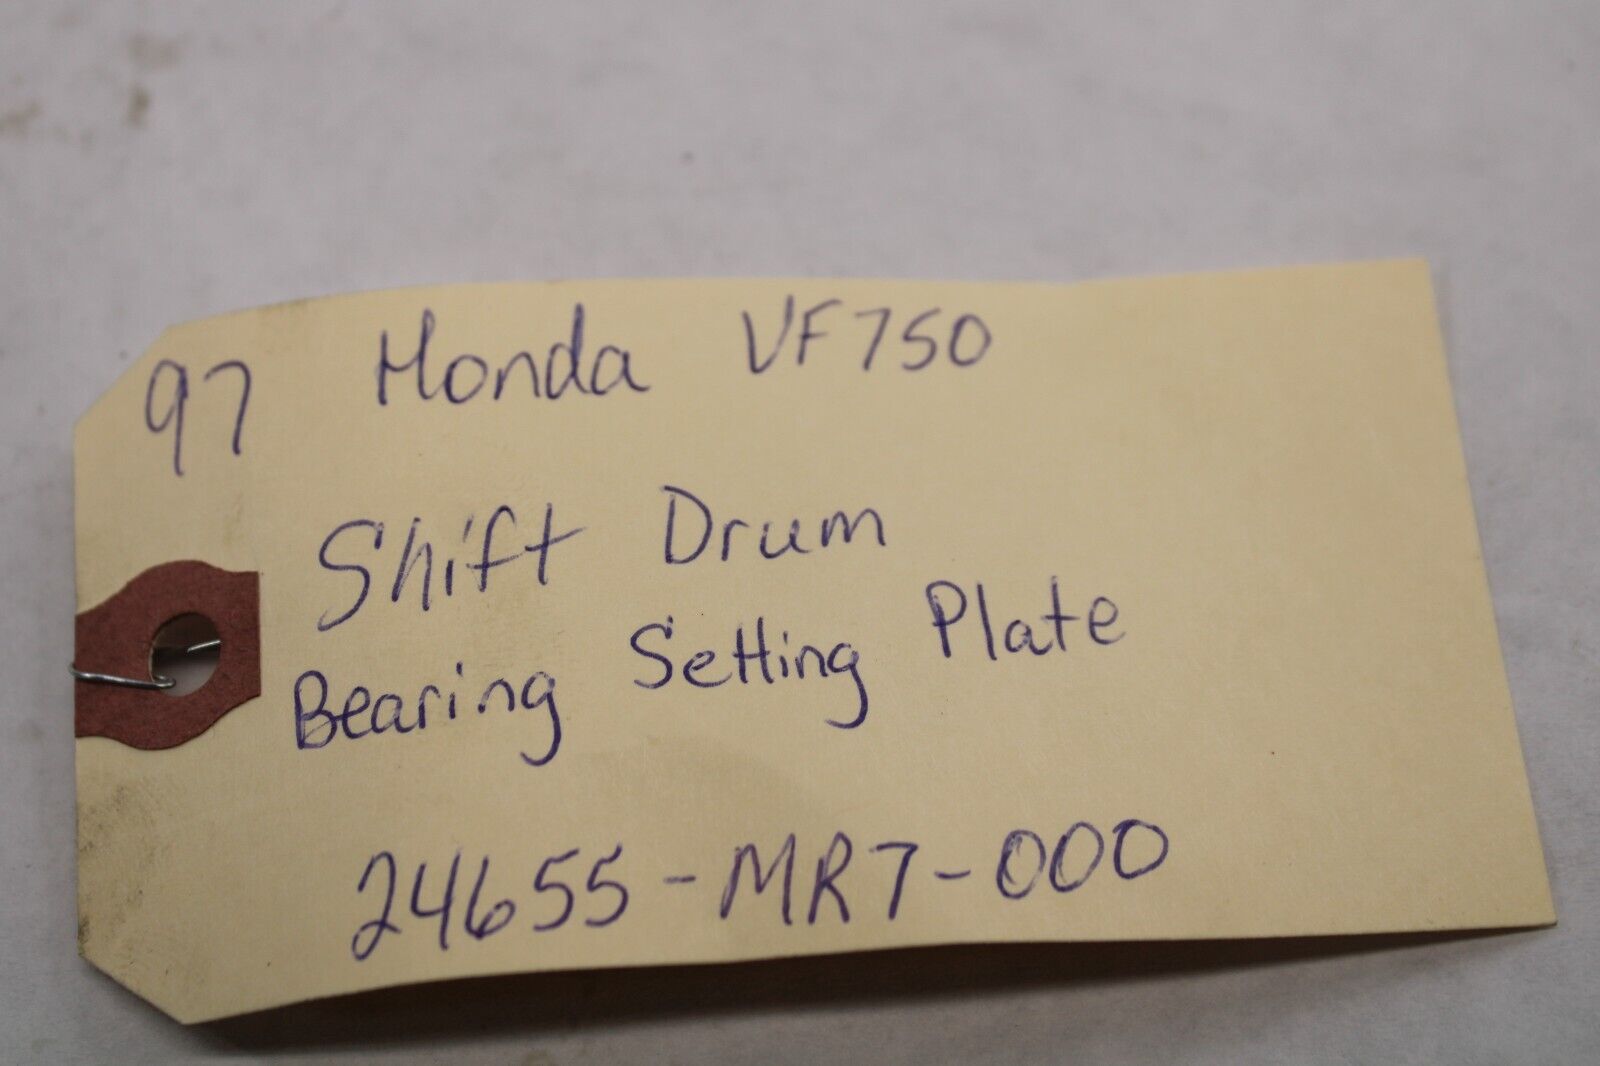 97 Honda VF750
Shift Drum
Bearing Setting Plate
24655-MR7-000